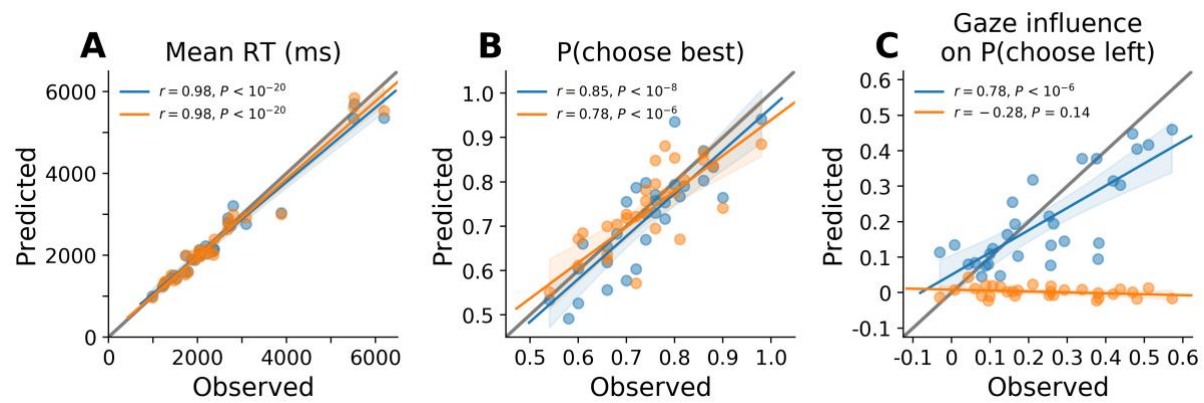 A
Mean RT (ms)
r = 0.98, P < 10⁻²⁰
r = 0.98, P < 10⁻²⁰
6000
4000
2000
0
Predicted
0 2000 4000 6000
Observed
B
P(choose best)
r = 0.85, P < 10⁻⁸
r = 0.78, P < 10⁻⁶
1.0
0.9
0.8
0.7
0.6
0.5
Predicted
0.5 0.6 0.7 0.8 0.9 1.0
Observed
C
Gaze influence
on P(choose left)
r = 0.78, P < 10⁻⁶
r = −0.28, P = 0.14
0.6
0.5
0.4
0.3
0.2
0.1
0
-0.1
Predicted
-0.1 0 0.1 0.2 0.3 0.4 0.5 0.6
Observed